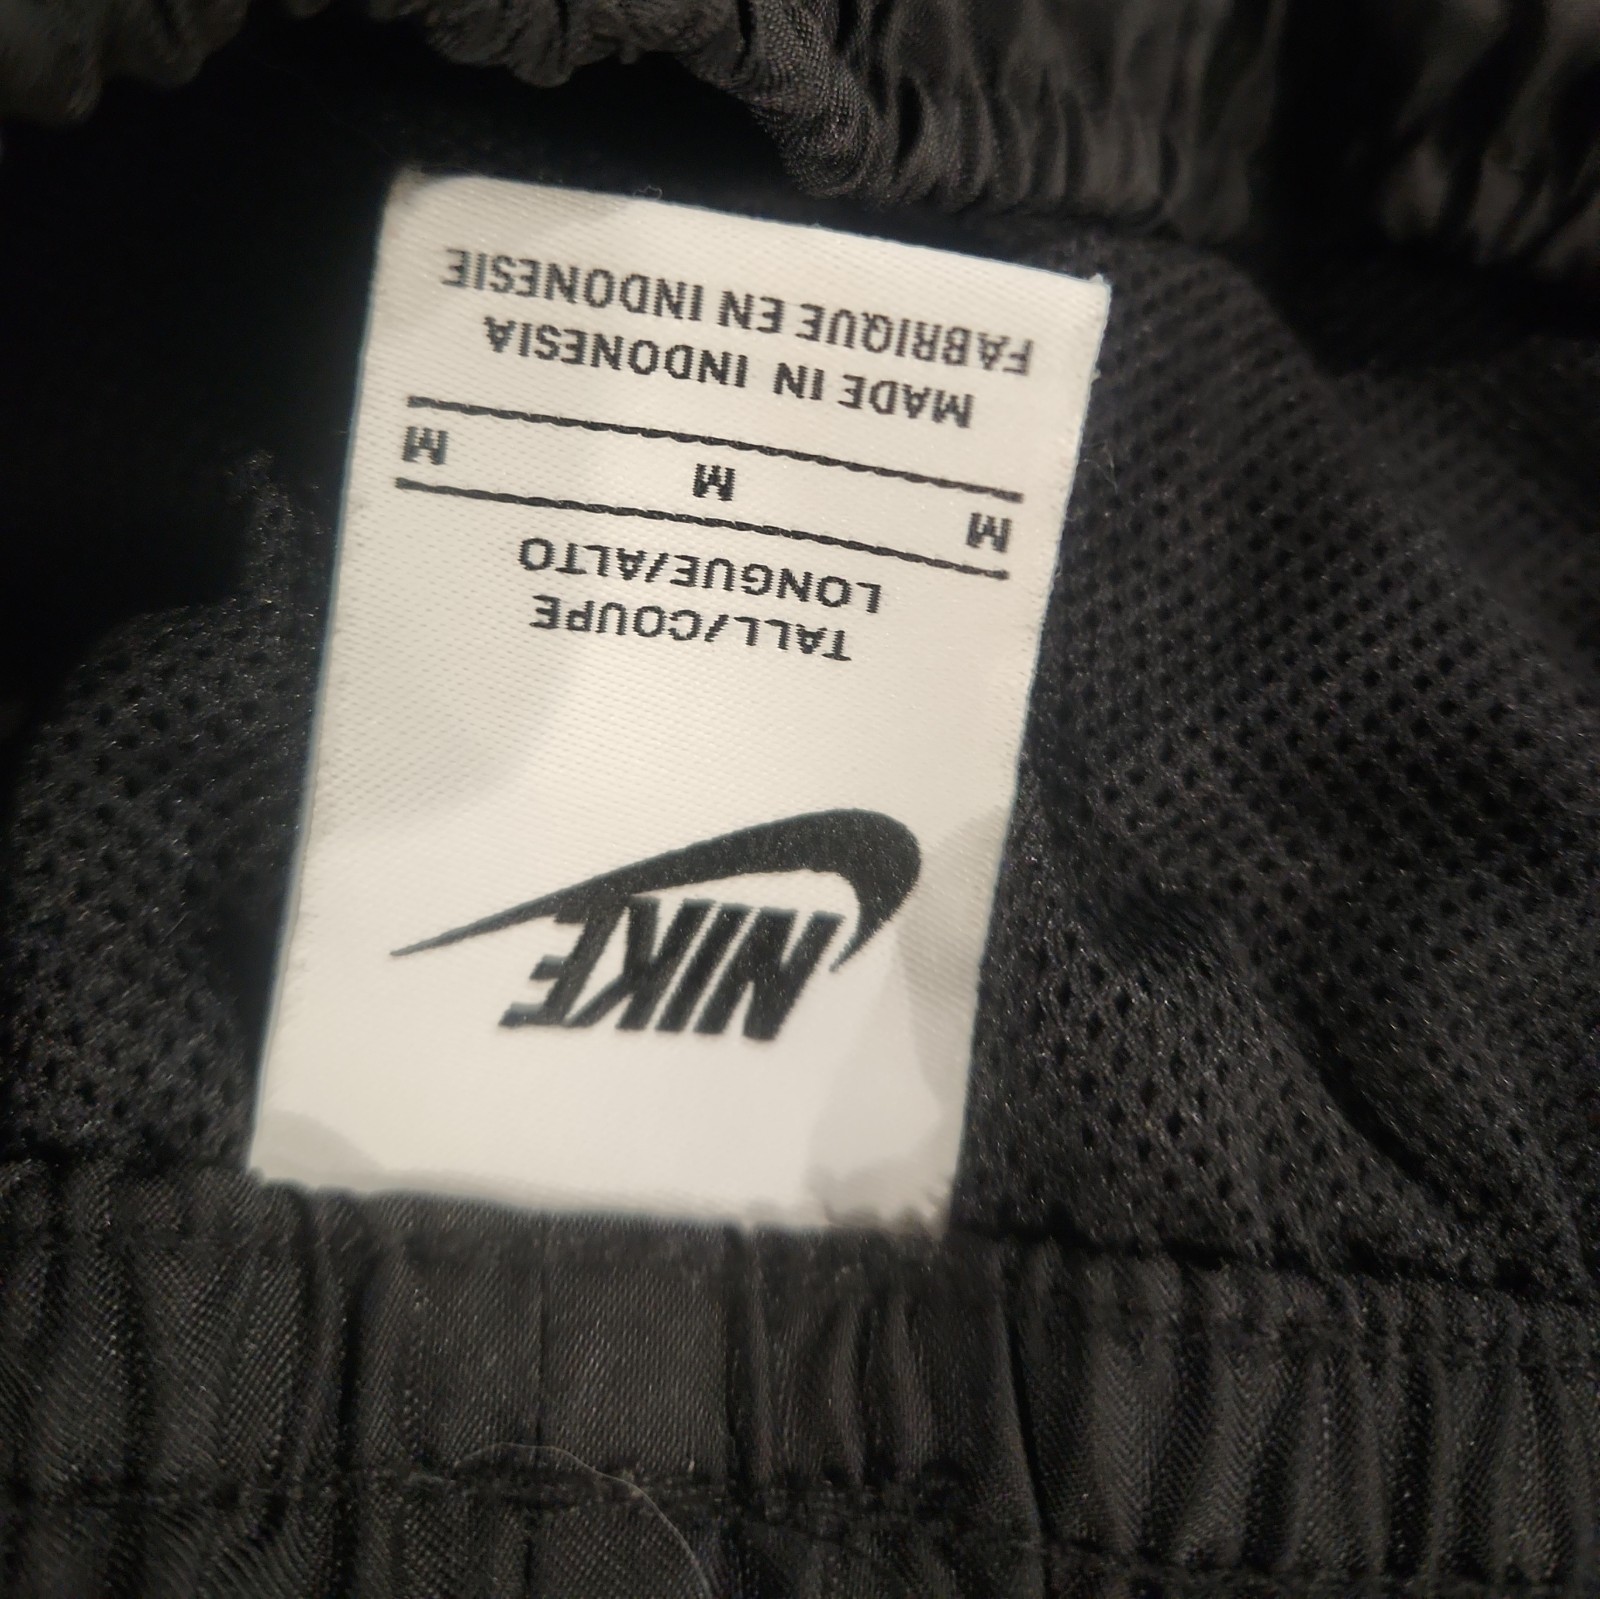 NIKE
TALL/COUPE
LONGUE/ALTO
M M M
MADE IN INDONESIA
FABRIQUE EN INDONESIE